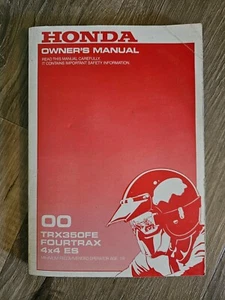 HONDA
OWNER'S MANUAL
READ THIS MANUAL CAREFULLY.
IT CONTAINS IMPORTANT SAFETY INFORMATION.
00
TRX350FE
FOURTRAX
4x4 ES